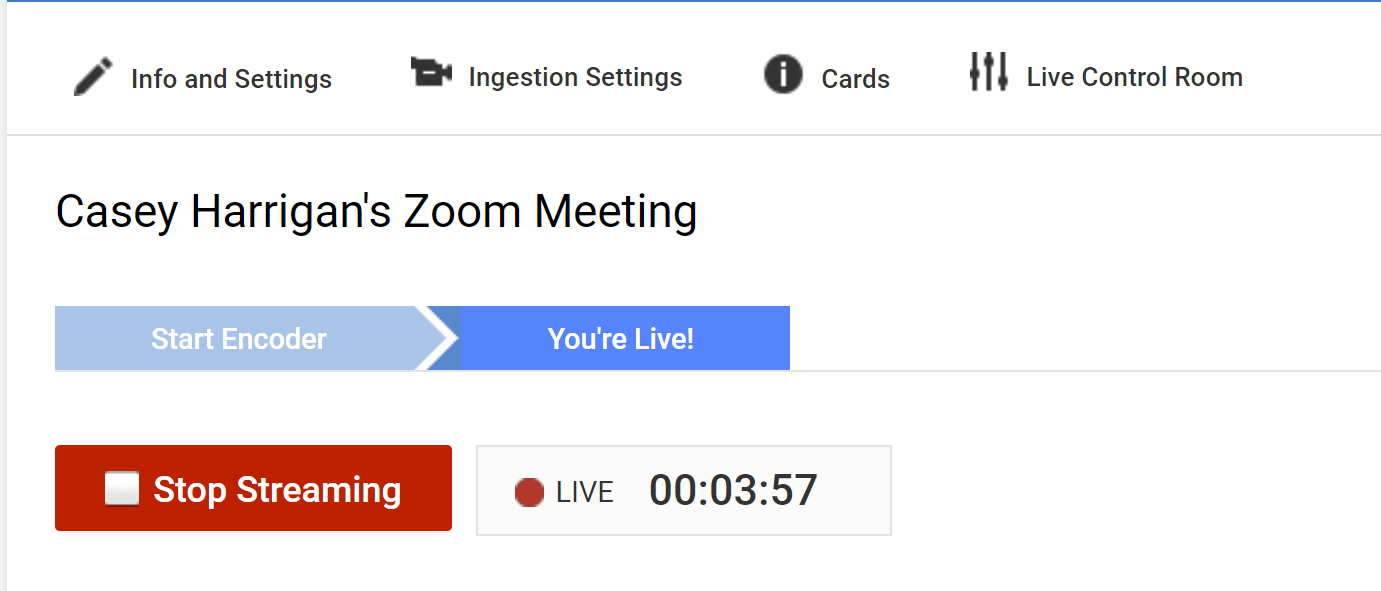 Info and Settings
Ingestion Settings
Cards
Live Control Room
Casey Harrigan's Zoom Meeting
Start Encoder
You're Live!
Stop Streaming
LIVE 00:03:57